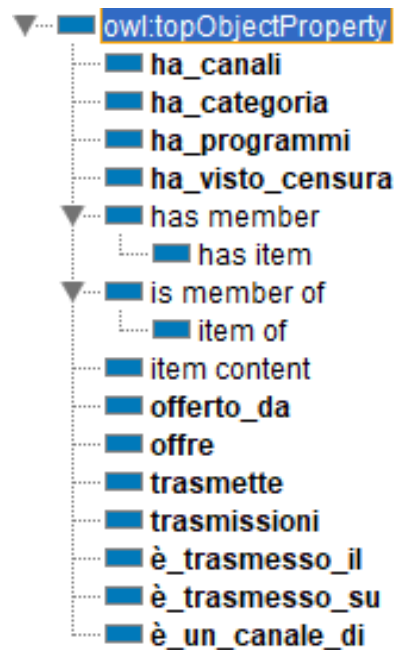 owl:topObjectProperty
ha_canali
ha_categoria
ha_programmi
ha_visto_censura
has member
has item
is member of
item of
item content
offerto_da
offre
trasmette
trasmissioni
è_trasmesso_il
è_trasmesso_su
è_un_canale_di